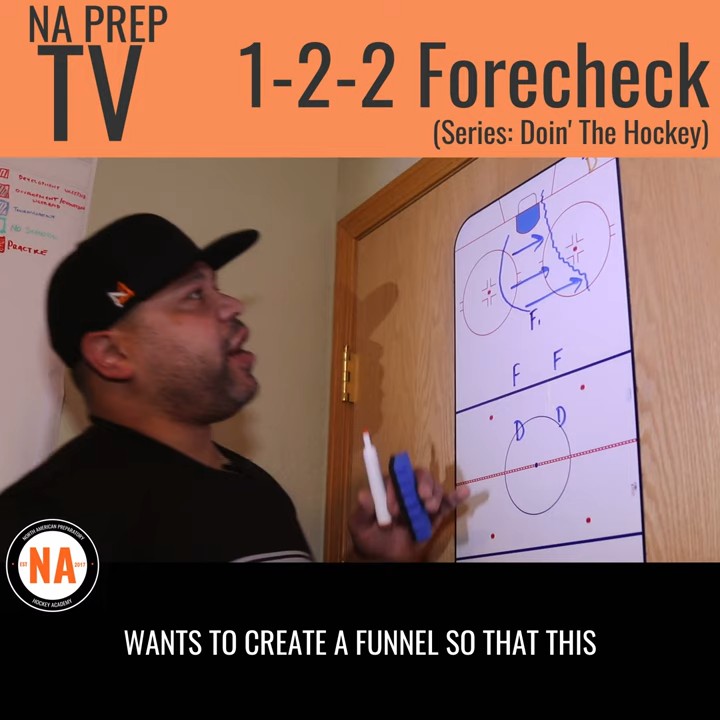 NA PREP
TV
1-2-2 Forecheck
(Series: Doin' The Hockey)
PRACTICE
D
F1
F F
D D
NORTH AMERICAN PREPARATORY
EST NA 2017
HOCKEY ACADEMY
WANTS TO CREATE A FUNNEL SO THAT THIS